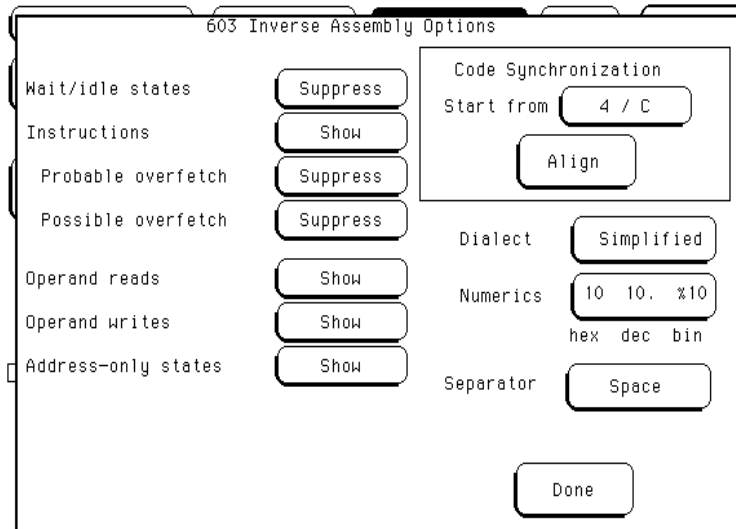 603 Inverse Assembly Options
Wait/idle states Suppress
Instructions Show
Probable overfetch Suppress
Possible overfetch Suppress
Operand reads Show
Operand writes Show
Address-only states Show
Code Synchronization
Start from 4 / C
Align
Dialect Simplified
Numerics 10 10. %10
hex dec bin
Separator Space
Done